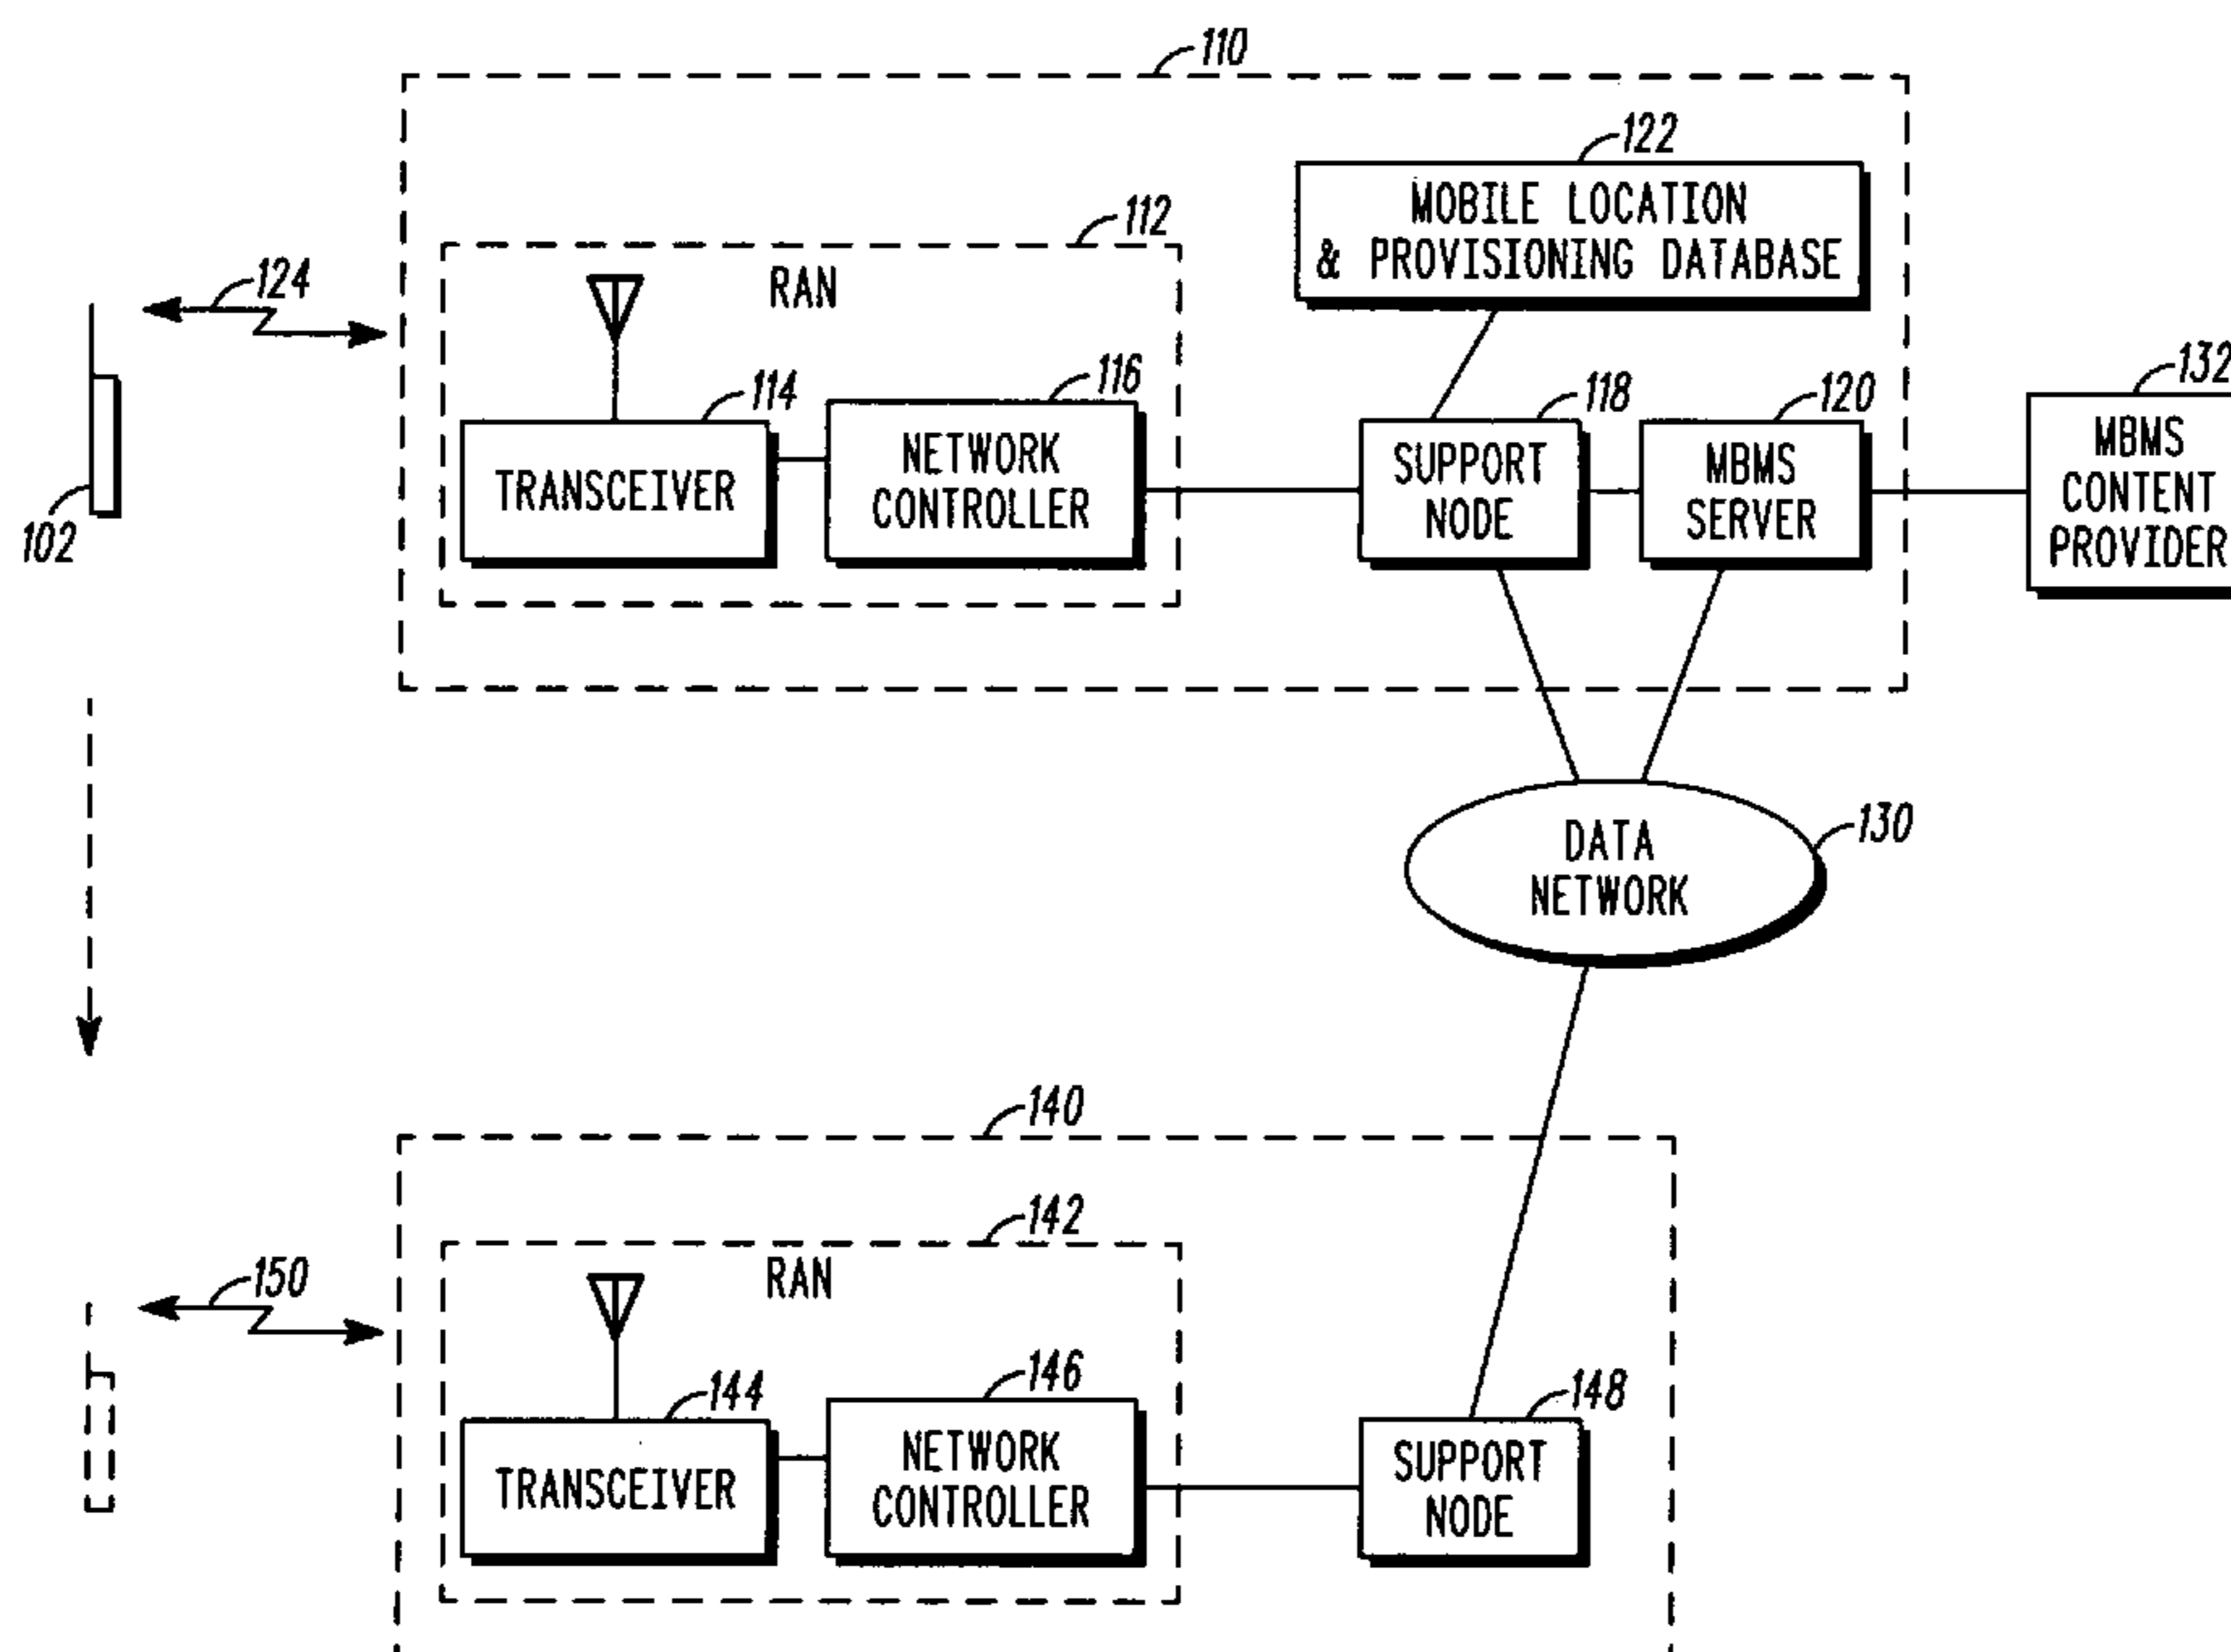 110
122
MOBILE LOCATION
& PROVISIONING DATABASE
112
RAN
124
132
114
116
118
120
TRANSCEIVER
NETWORK
CONTROLLER
SUPPORT
NODE
MBMS
SERVER
MBMS
CONTENT
PROVIDER
102
130
DATA
NETWORK
140
142
RAN
150
144
146
148
TRANSCEIVER
NETWORK
CONTROLLER
SUPPORT
NODE